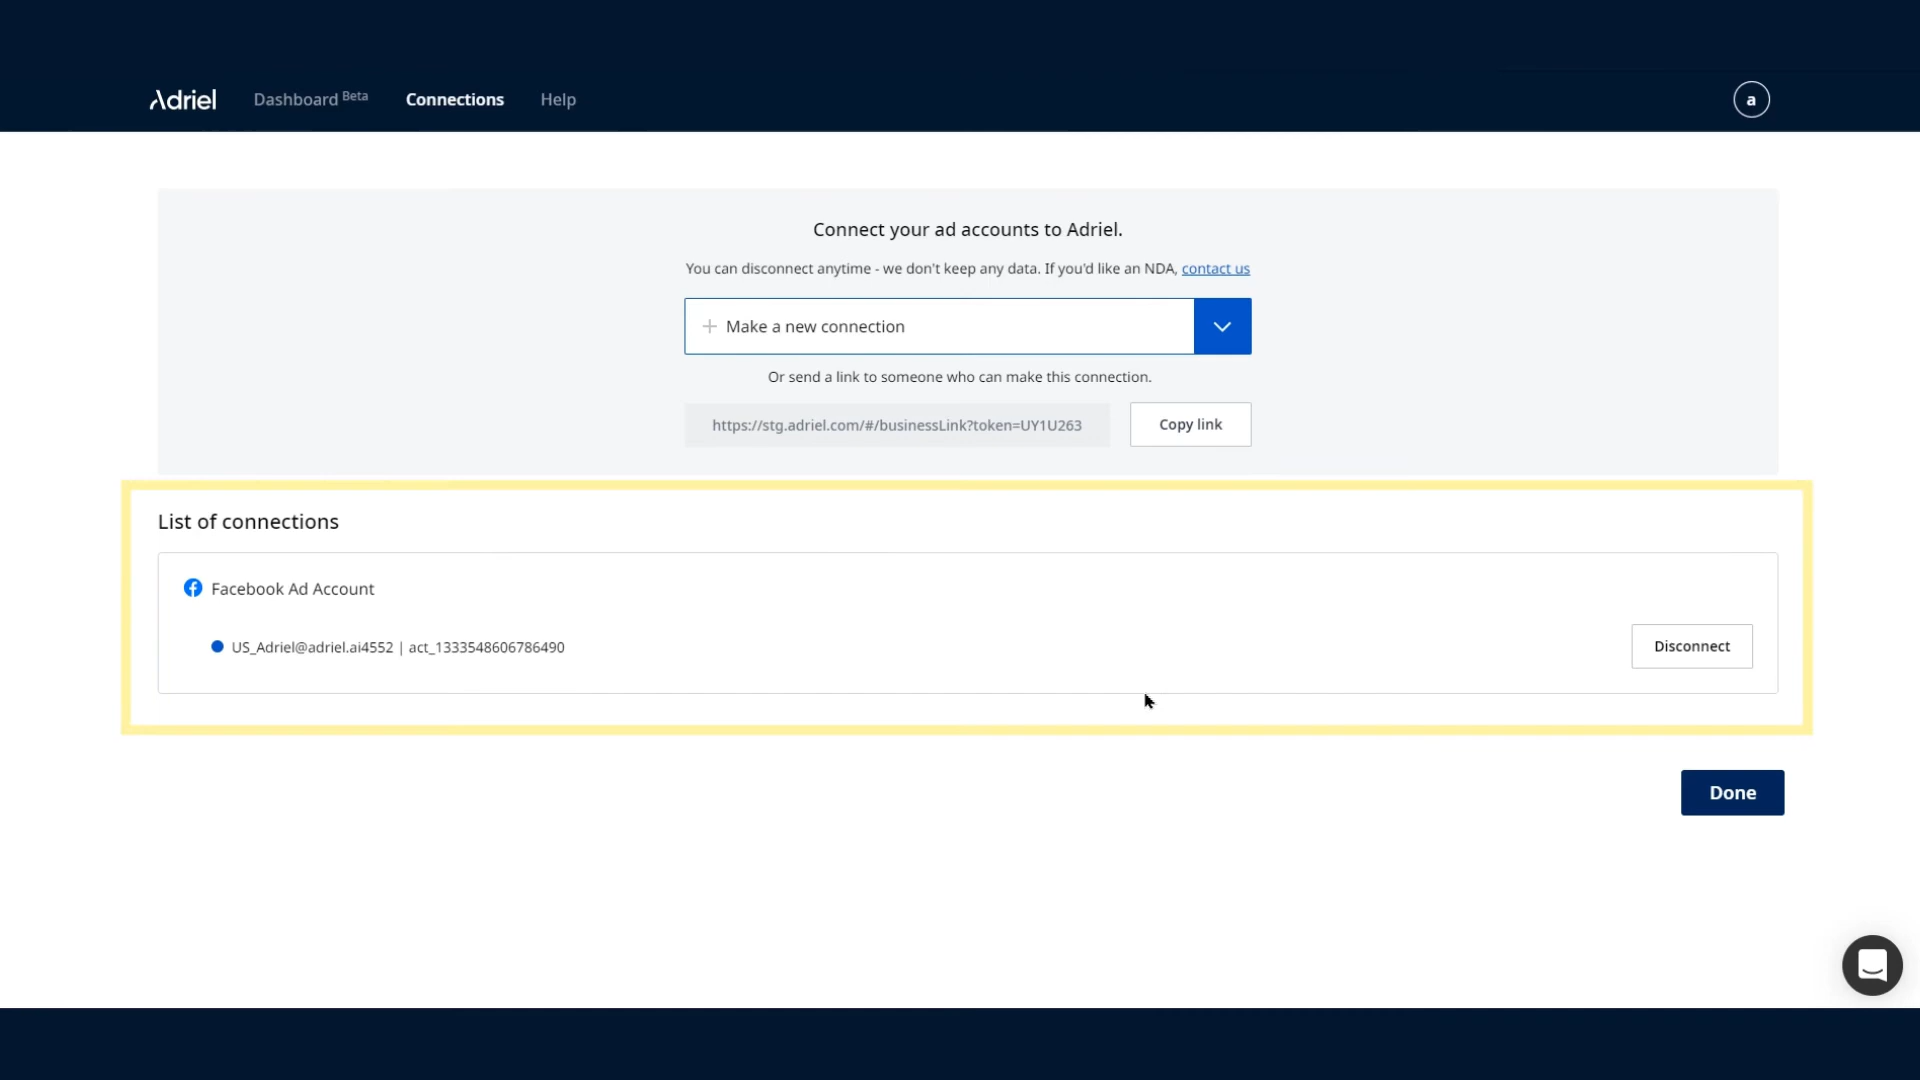 Adriel Dashboard Beta Connections Help a
Connect your ad accounts to Adriel.
You can disconnect anytime - we don't keep any data. If you'd like an NDA, contact us
Make a new connection
Or send a link to someone who can make this connection.
https://stg.adriel.com/#/businessLink?token=UY1U263 Copy link
List of connections
Facebook Ad Account
US_Adriel@adriel.ai4552 | act_1333548606786490 Disconnect
Done